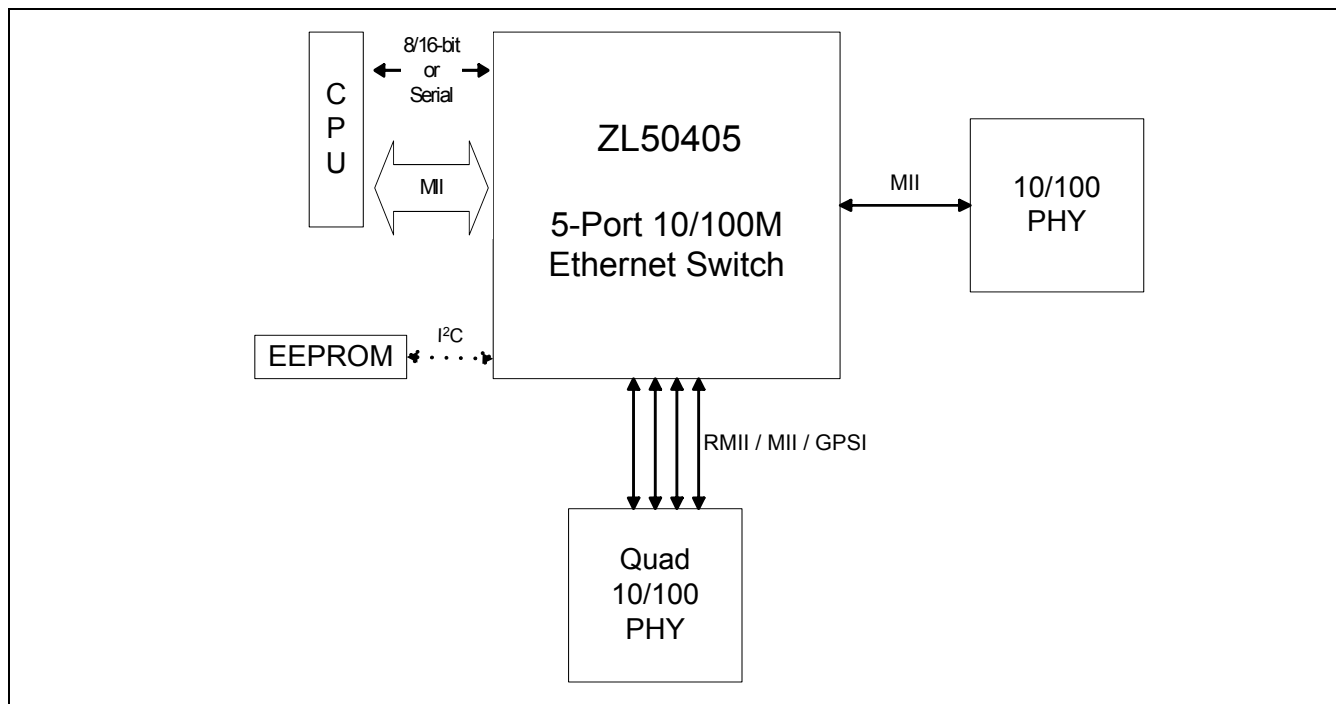 C
P
U
8/16-bit
or
Serial
MII
ZL50405
5-Port 10/100M
Ethernet Switch
MII
10/100
PHY
EEPROM
I²C
RMII / MII / GPSI
Quad
10/100
PHY